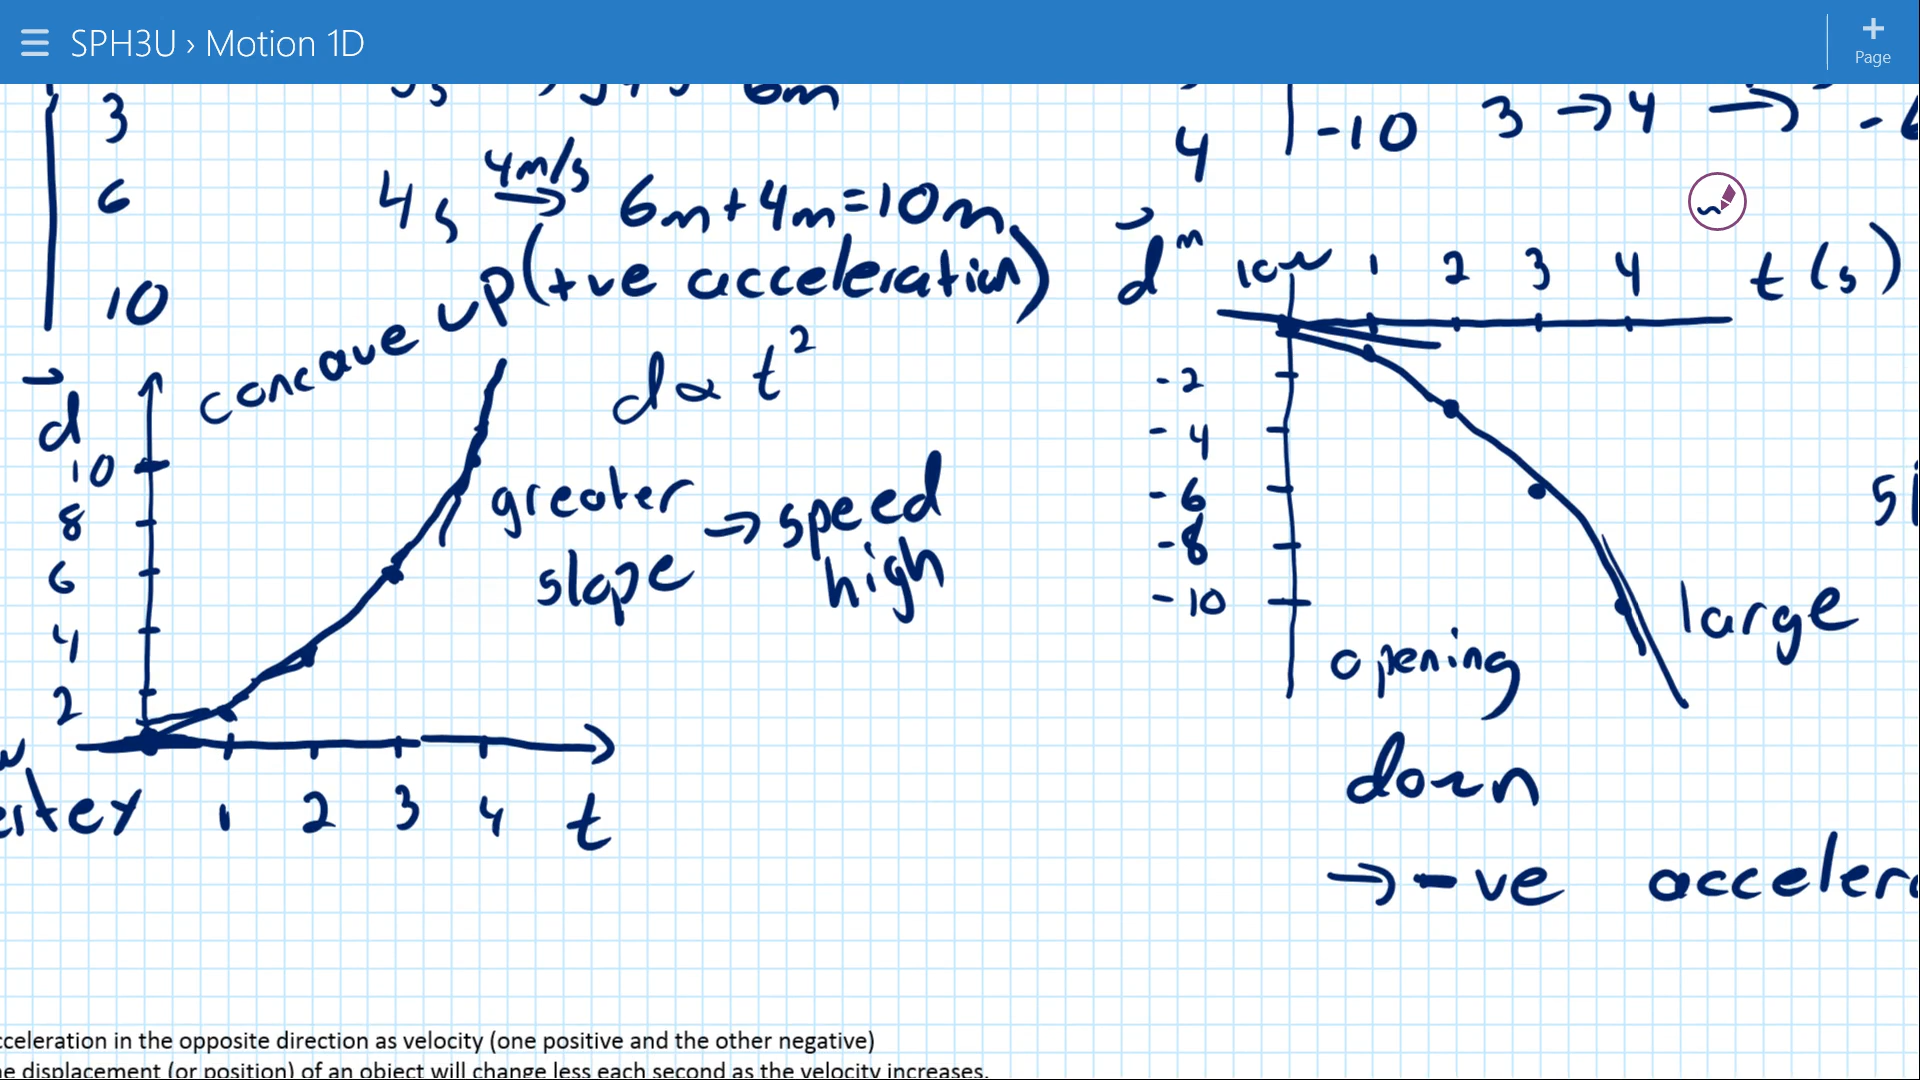 SPH3U › Motion 1D
+
Page
3
6
10
6m
4s 4m/s → 6m+4m=10m
concave up (+ve acceleration)
d ∝ t²
d
10
8
6
4
2
greater slope → speed high
1 2 3 4 t
4
-10 3 → 4 →
d m
low 1 2 3 4 t (s)
-2
-4
-6
-8
-10
large
opening
down
→ -ve acceler
cceleration in the opposite direction as velocity (one positive and the other negative)
e displacement (or position) of an object will change less each second as the velocity increases.